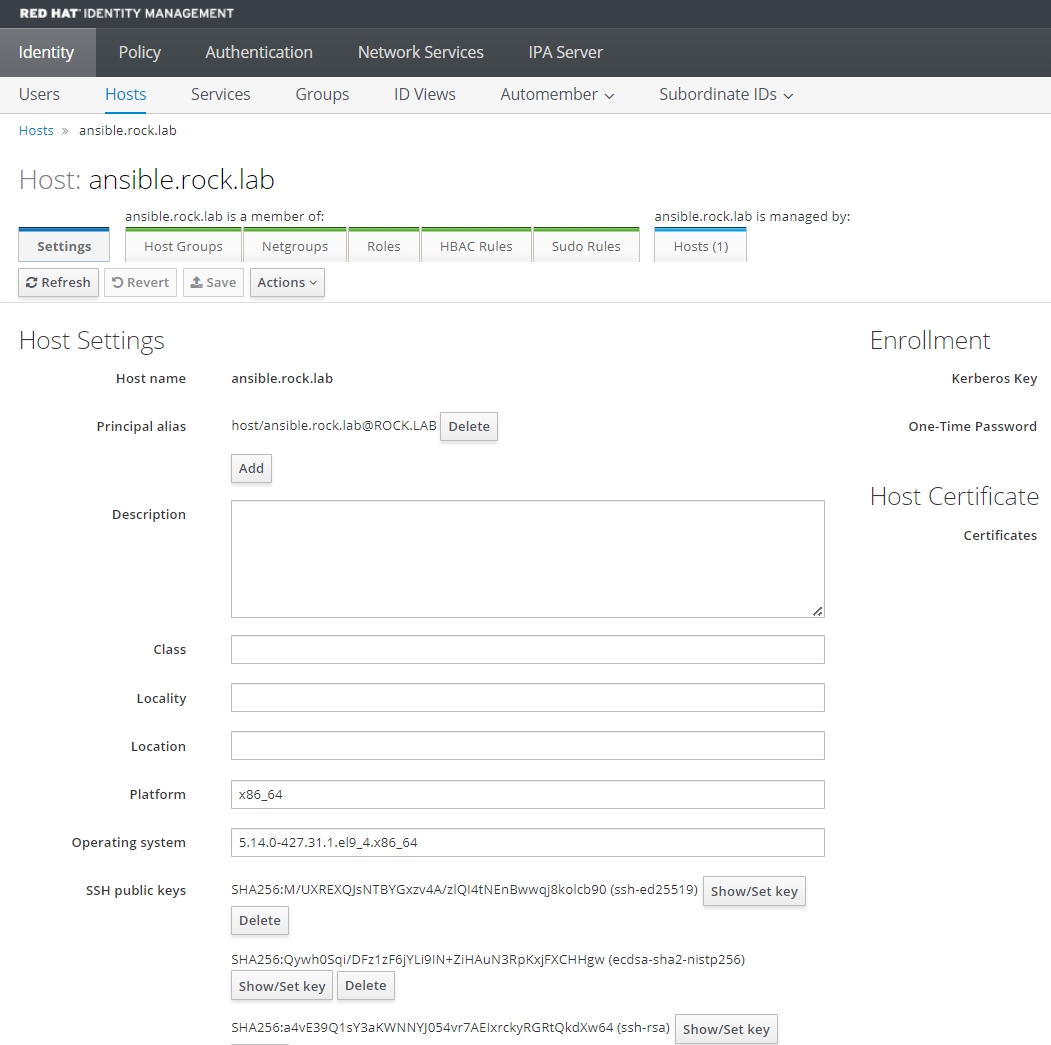 RED HAT® IDENTITY MANAGEMENT
Identity Policy Authentication Network Services IPA Server
Users Hosts Services Groups ID Views Automember Subordinate IDs
Hosts » ansible.rock.lab
Host: ansible.rock.lab
ansible.rock.lab is a member of: ansible.rock.lab is managed by:
Settings Host Groups Netgroups Roles HBAC Rules Sudo Rules Hosts (1)
Refresh Revert Save Actions
Host Settings Enrollment
Host name ansible.rock.lab Kerberos Key
Principal alias host/ansible.rock.lab@ROCK.LAB Delete One-Time Password
Add
Host Certificate
Description
Certificates
Class
Locality
Location
Platform x86_64
Operating system 5.14.0-427.31.1.el9_4.x86_64
SSH public keys SHA256:M/UXREXQJsNTBYGxzv4A/zlQI4tNEnBwwqj8kolcb90 (ssh-ed25519) Show/Set key
Delete
SHA256:Qywh0Sqi/DFz1zF6jYLi9IN+ZiHAuN3RpKxjFXCHHgw (ecdsa-sha2-nistp256)
Show/Set key Delete
SHA256:a4vE39Q1sY3aKWNNYJ054vr7AEIxrckyRGRtQkdXw64 (ssh-rsa) Show/Set key